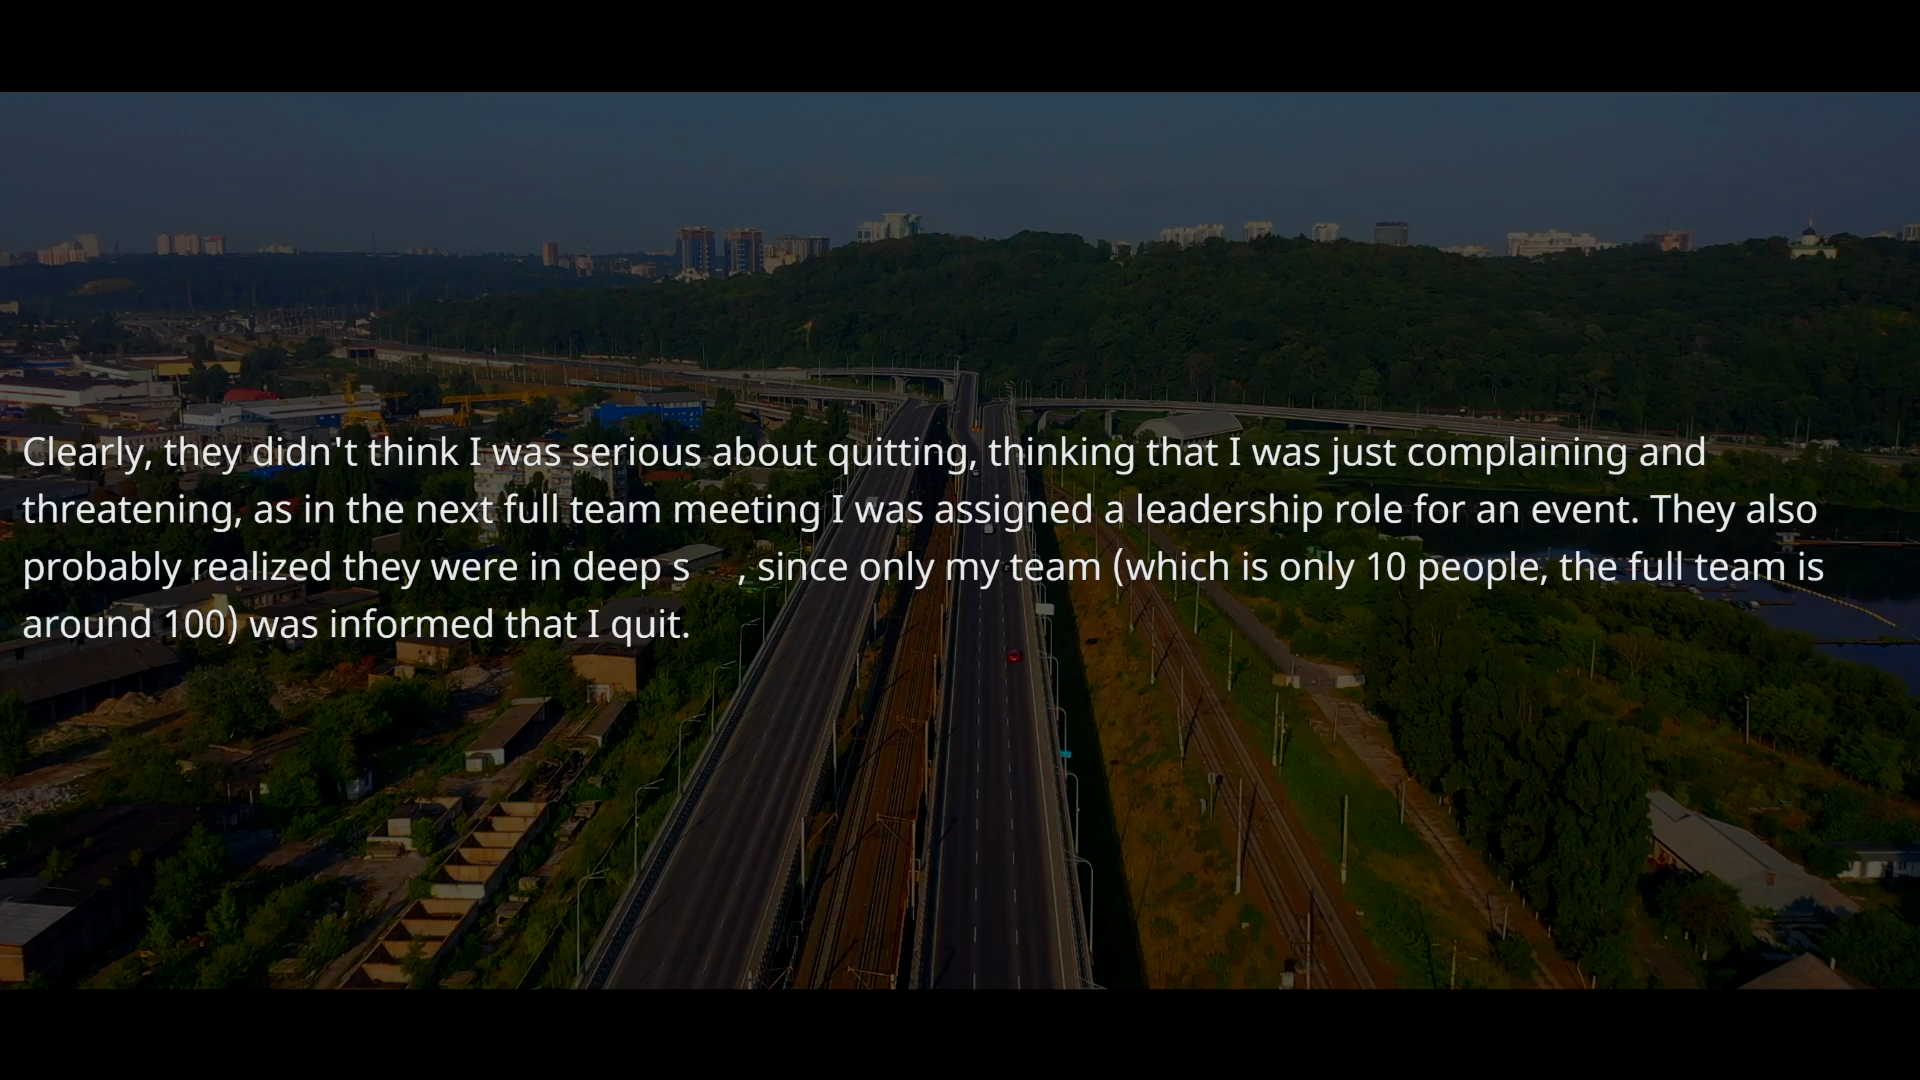 Clearly, they didn't think I was serious about quitting, thinking that I was just complaining and
threatening, as in the next full team meeting I was assigned a leadership role for an event. They also
probably realized they were in deep s    , since only my team (which is only 10 people, the full team is
around 100) was informed that I quit.